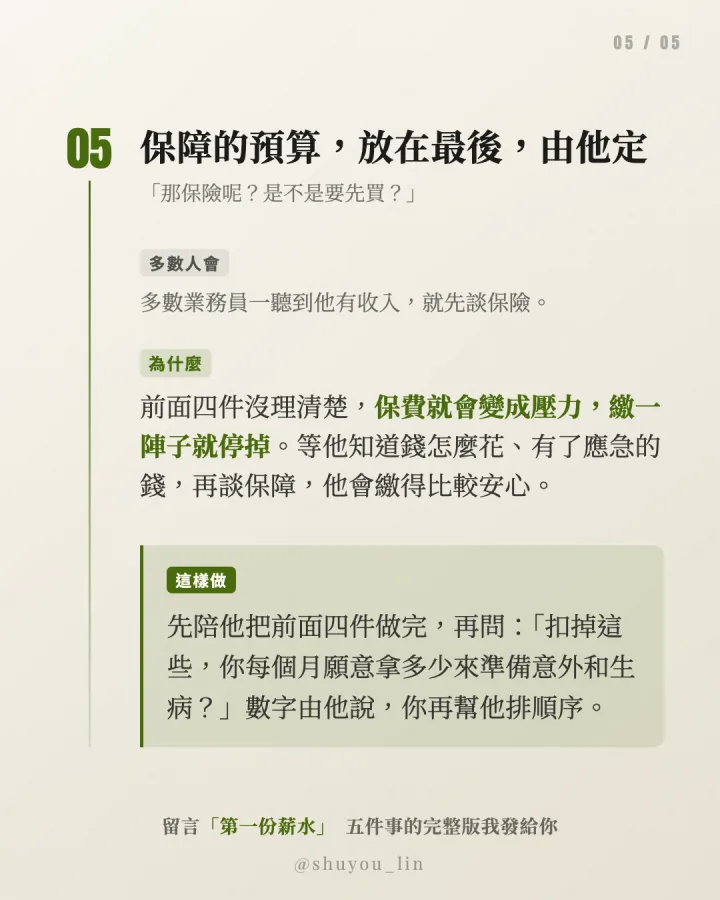 05 / 05
05 保障的預算，放在最後，由他定
「那保險呢？是不是要先買？」
多數人會
多數業務員一聽到他有收入，就先談保險。
為什麼
前面四件沒理清楚，保費就會變成壓力，繳一
陣子就停掉。等他知道錢怎麼花、有了應急的
錢，再談保障，他會繳得比較安心。
這樣做
先陪他把前面四件做完，再問：「扣掉這
些，你每個月願意拿多少來準備意外和生
病？」數字由他說，你再幫他排順序。
留言「第一份薪水」 五件事的完整版我發給你
@shuyou_lin